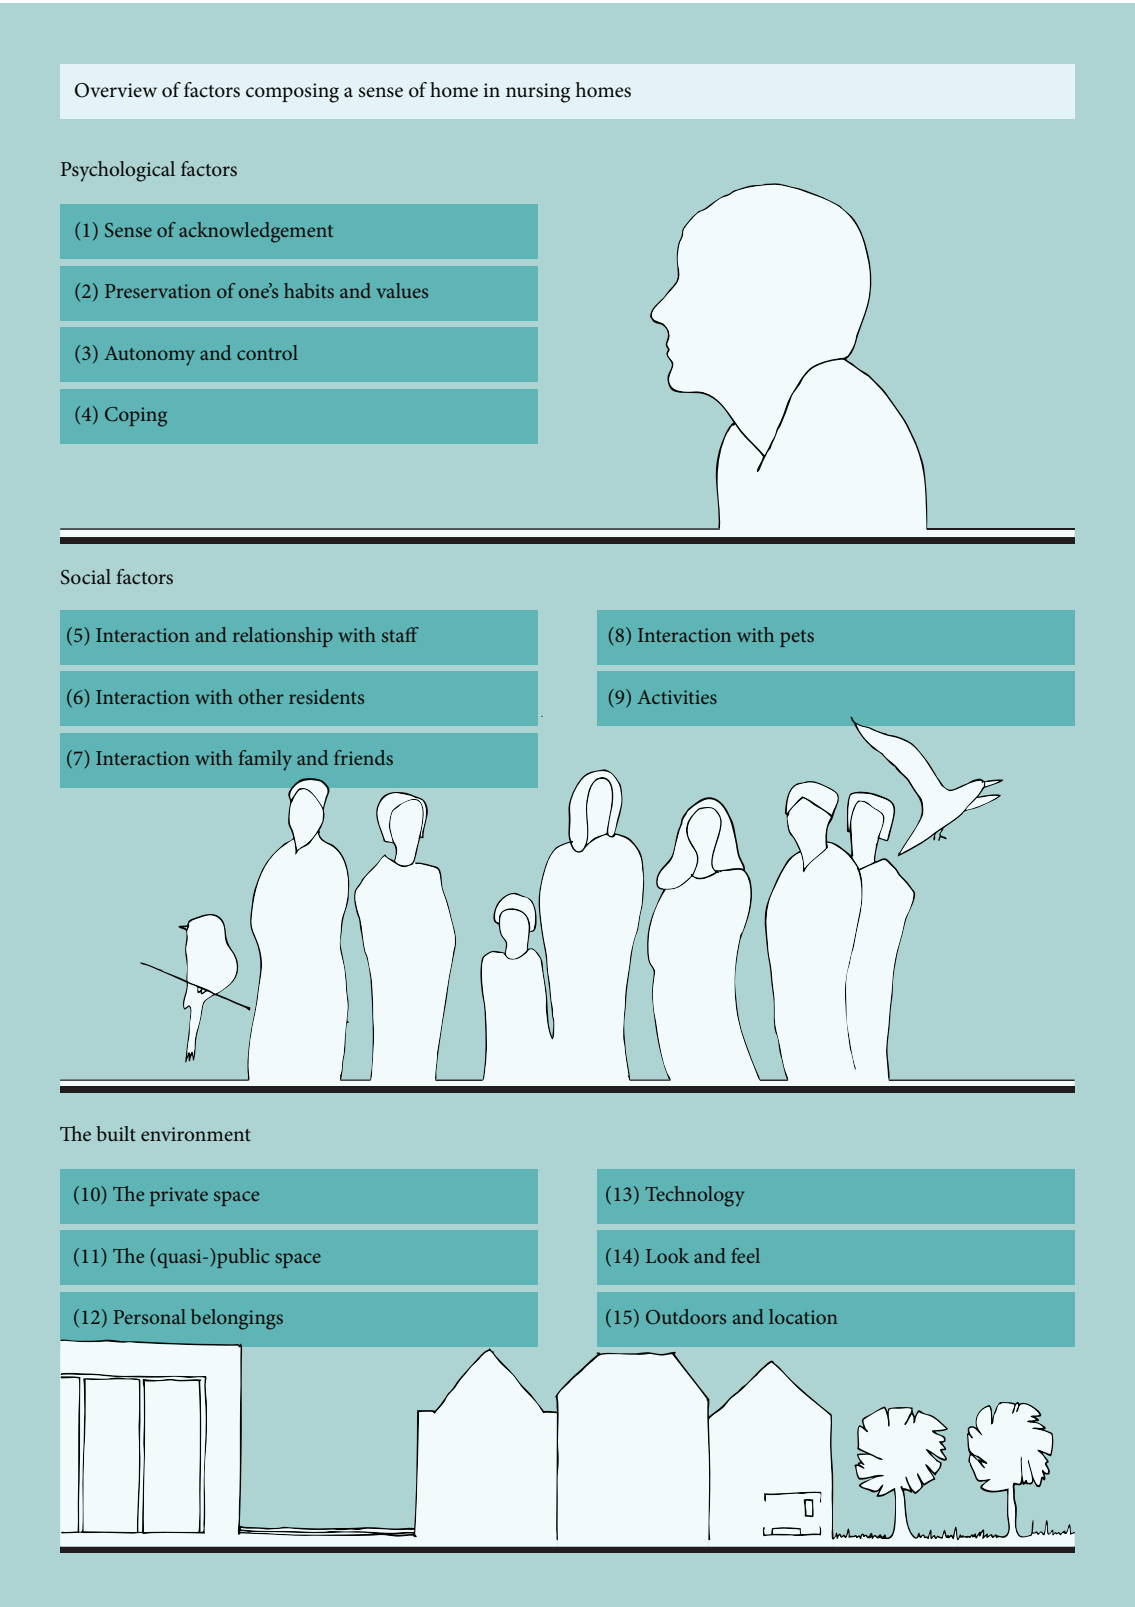 Overview of factors composing a sense of home in nursing homes
Psychological factors
(1) Sense of acknowledgement
(2) Preservation of one’s habits and values
(3) Autonomy and control
(4) Coping
Social factors
(5) Interaction and relationship with staff
(6) Interaction with other residents
(7) Interaction with family and friends
(8) Interaction with pets
(9) Activities
The built environment
(10) The private space
(11) The (quasi-)public space
(12) Personal belongings
(13) Technology
(14) Look and feel
(15) Outdoors and location